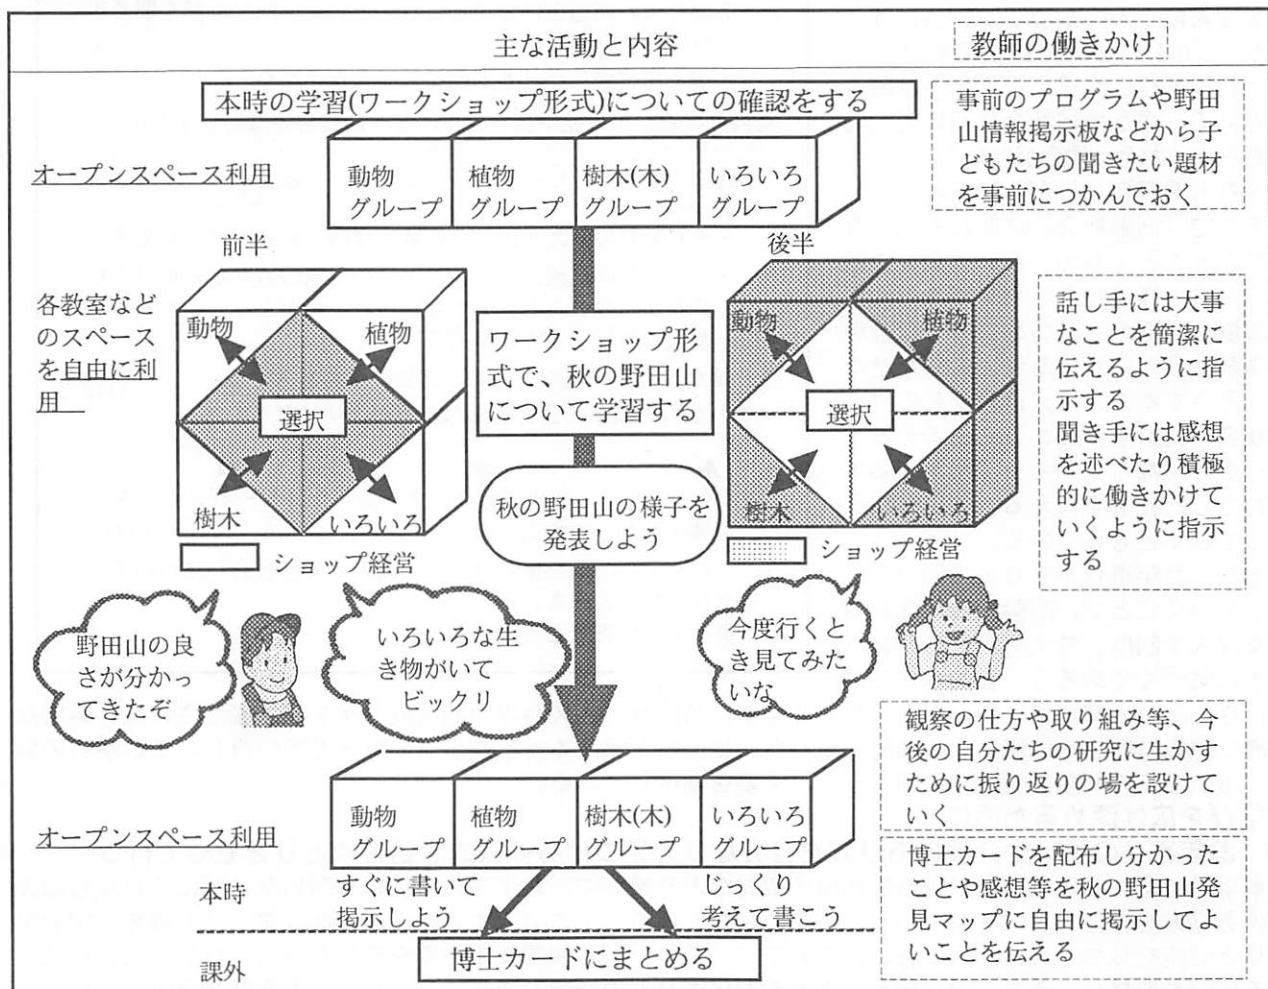 主な活動と内容
教師の働きかけ
本時の学習(ワークショップ形式)についての確認をする
事前のプログラムや野田
山情報掲示板などから子
どもたちの聞きたい題材
を事前につかんでおく
オープンスペース利用
動物
グループ
植物
グループ
樹木(木)
グループ
いろいろ
グループ
前半
後半
各教室など
のスペース
を自由に利
用
動物
植物
選択
樹木
いろいろ
ショップ経営
ワークショップ形
式で、秋の野田山
について学習する
秋の野田山の様子を
発表しよう
動物
植物
選択
樹木
いろいろ
ショップ経営
話し手には大事
なことを簡潔に
伝えるように指
示する
聞き手には感想
を述べたり積極
的に働きかけて
いくように指示
する
野田山の良
さが分かっ
てきたぞ
いろいろな生
き物がいて
ビックリ
今度行くと
き見てみた
いな
観察の仕方や取り組み等、今
後の自分たちの研究に生かす
ために振り返りの場を設けて
いく
オープンスペース利用
動物
グループ
植物
グループ
樹木(木)
グループ
いろいろ
グループ
本時
すぐに書いて
掲示しよう
じっくり
考えて書こう
博士カードを配布し分かった
ことや感想等を秋の野田山発
見マップに自由に掲示してよ
いことを伝える
課外
博士カードにまとめる